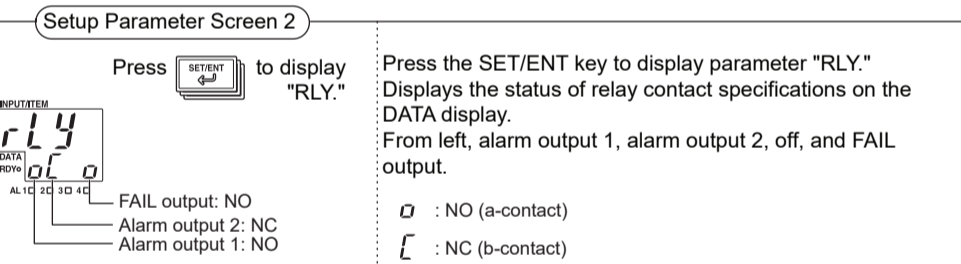 Setup Parameter Screen 2
Press SET/ENT to display
"RLY."
INPUT/ITEM
rLY
DATA
RDY
oC o
AL 1 2 3 4
FAIL output: NO
Alarm output 2: NC
Alarm output 1: NO
Press the SET/ENT key to display parameter "RLY."
Displays the status of relay contact specifications on the
DATA display.
From left, alarm output 1, alarm output 2, off, and FAIL
output.
o : NO (a-contact)
C : NC (b-contact)